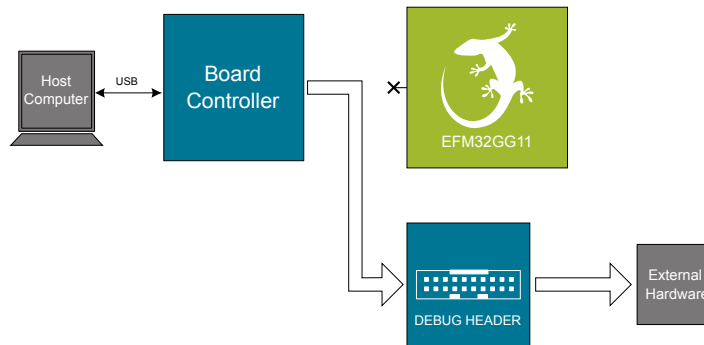 Host
Computer
USB
Board
Controller
EFM32GG11
DEBUG HEADER
External
Hardware